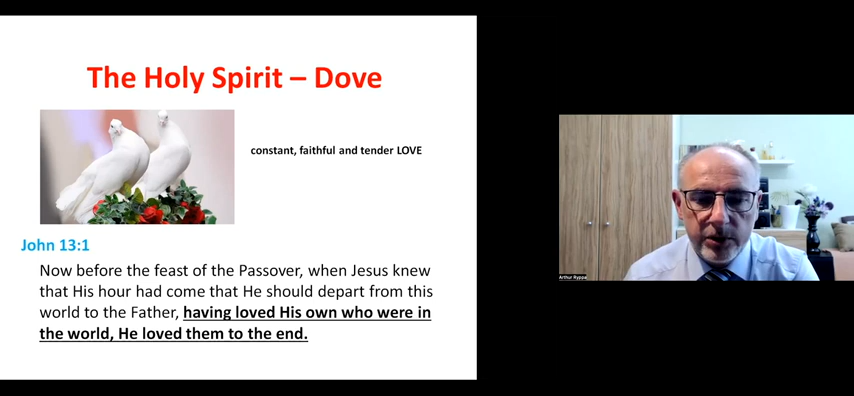 The Holy Spirit – Dove
constant, faithful and tender LOVE
John 13:1
Now before the feast of the Passover, when Jesus knew
that His hour had come that He should depart from this
world to the Father, having loved His own who were in
the world, He loved them to the end.
Arthur Ryppa